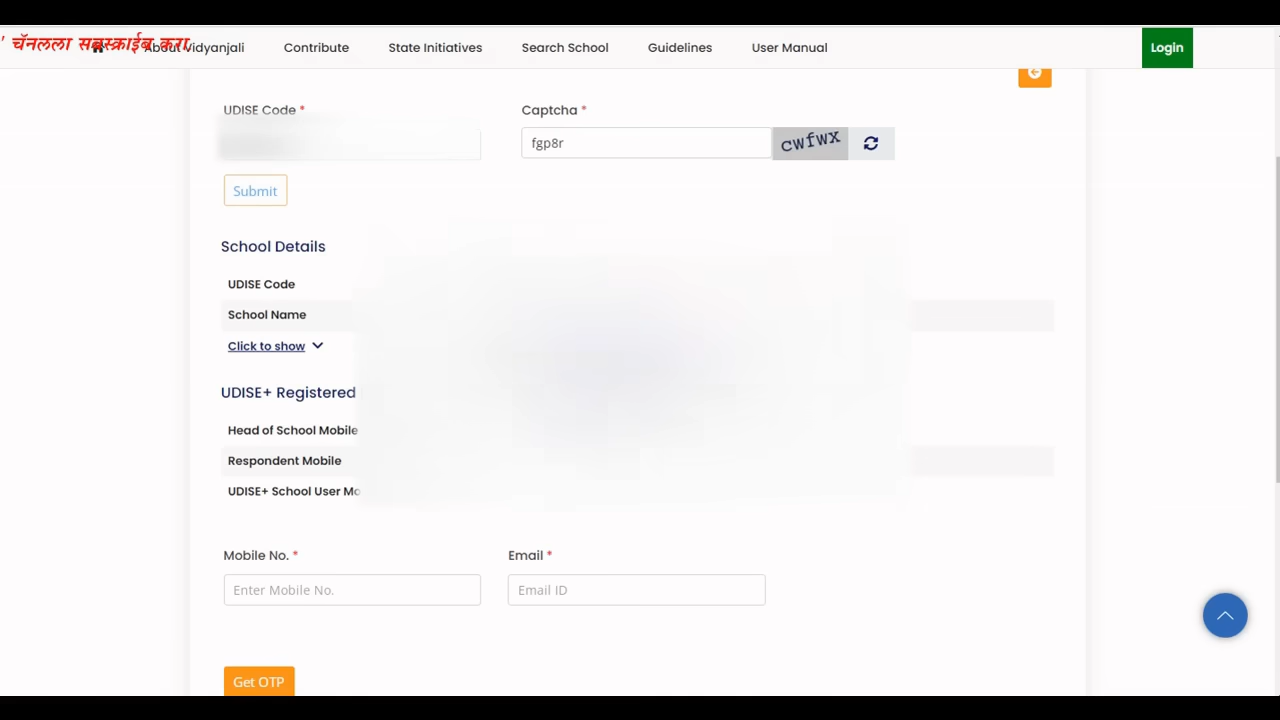 ' चॅनलला सबस्क्राईब करा
About Vidyanjali Contribute State Initiatives Search School Guidelines User Manual Login
UDISE Code * Captcha *
fgp8r cwfwx
Submit
School Details
UDISE Code
School Name
Click to show
UDISE+ Registered
Head of School Mobile
Respondent Mobile
UDISE+ School User Mo
Mobile No. * Email *
Enter Mobile No. Email ID
Get OTP